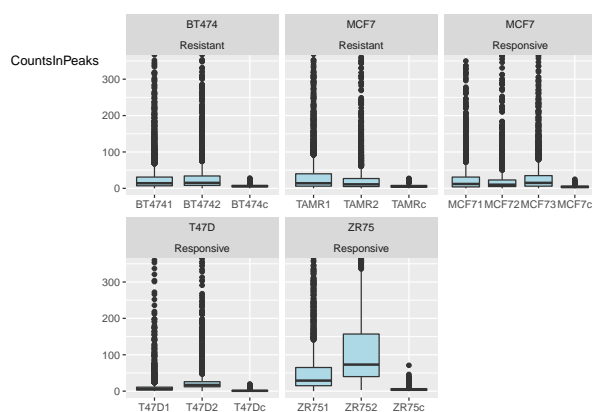 BT474 MCF7 MCF7
Resistant Resistant Responsive
CountsInPeaks
300
200
100
0
BT4741 BT4742 BT474c TAMR1 TAMR2 TAMRc MCF71 MCF72 MCF73 MCF7c
T47D ZR75
Responsive Responsive
300
200
100
0
T47D1 T47D2 T47Dc ZR751 ZR752 ZR75c